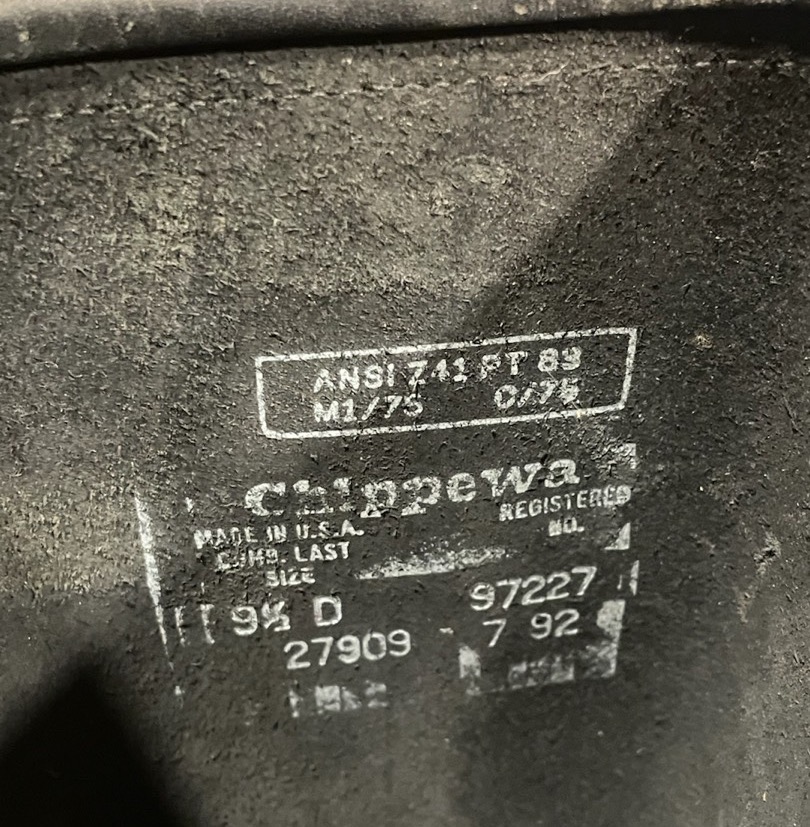 ANSI Z41 PT 83
M1/75 C/75
Chippewa
MADE IN U.S.A. REGISTERED
COMB. LAST NO.
SIZE
9½ D 97227
27909 7 92